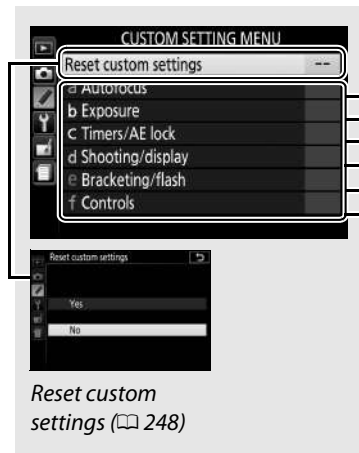 CUSTOM SETTING MENU
Reset custom settings --
a Autofocus
b Exposure
c Timers/AE lock
d Shooting/display
e Bracketing/flash
f Controls
Reset custom settings
Yes
No
Reset custom
settings (📖 248)